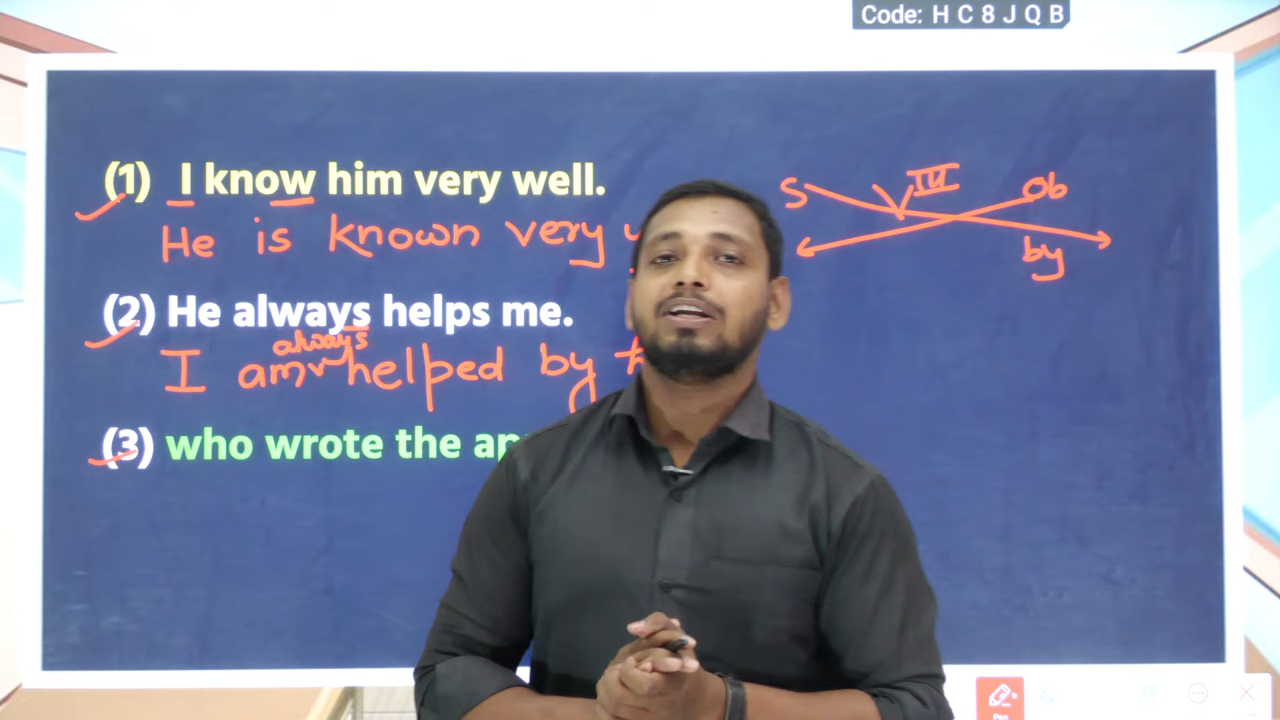 Code: H C 8 J Q B
(1) I know him very well.
He is known very
(2) He always helps me.
always
I am helped by
(3) who wrote the
S V III Ob
by